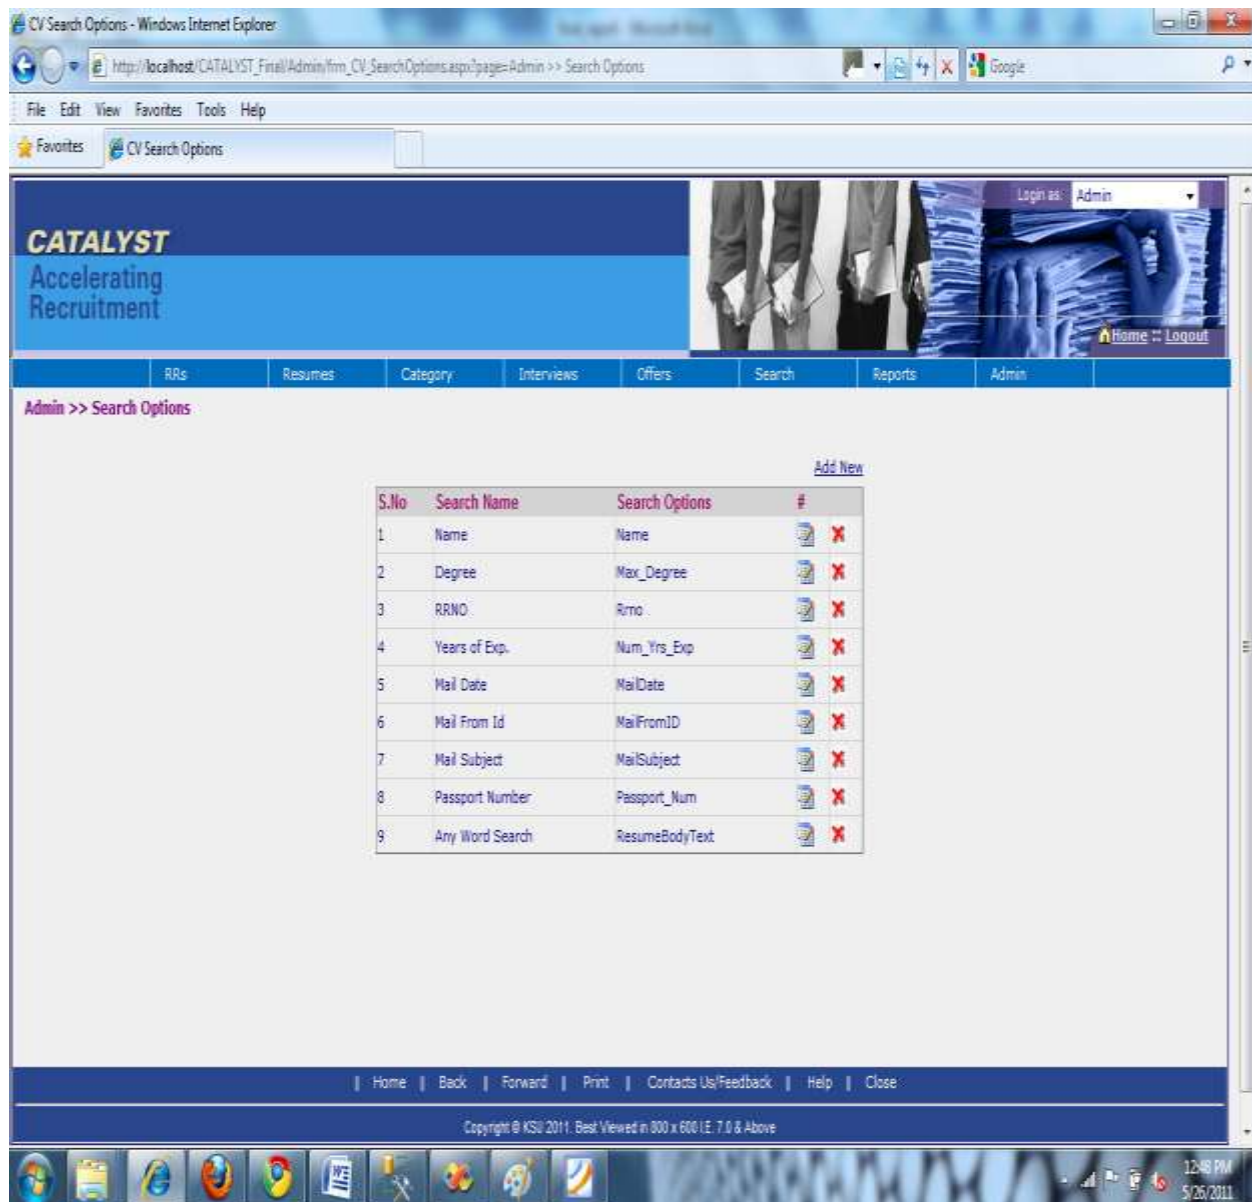 CV Search Options - Windows Internet Explorer
http://localhost/CATALYST_Final/Admin/frm_CV_SearchOptions.aspx?page=Admin >> Search Options
Google
File Edit View Favorites Tools Help
Favorites CV Search Options
Login as: Admin
CATALYST
Accelerating
Recruitment
Home :: Logout
RRs Resumes Category Interviews Offers Search Reports Admin
Admin >> Search Options
Add New
S.No Search Name Search Options #
1 Name Name
2 Degree Max_Degree
3 RRNO Rrno
4 Years of Exp. Num_Yrs_Exp
5 Mail Date MailDate
6 Mail From Id MailFromID
7 Mail Subject MailSubject
8 Passport Number Passport_Num
9 Any Word Search ResumeBodyText
| Home | Back | Forward | Print | Contacts Us/Feedback | Help | Close
Copyright @ KSU 2011. Best Viewed in 800 x 600 I.E. 7.0 & Above
12:48 PM
5/26/2011